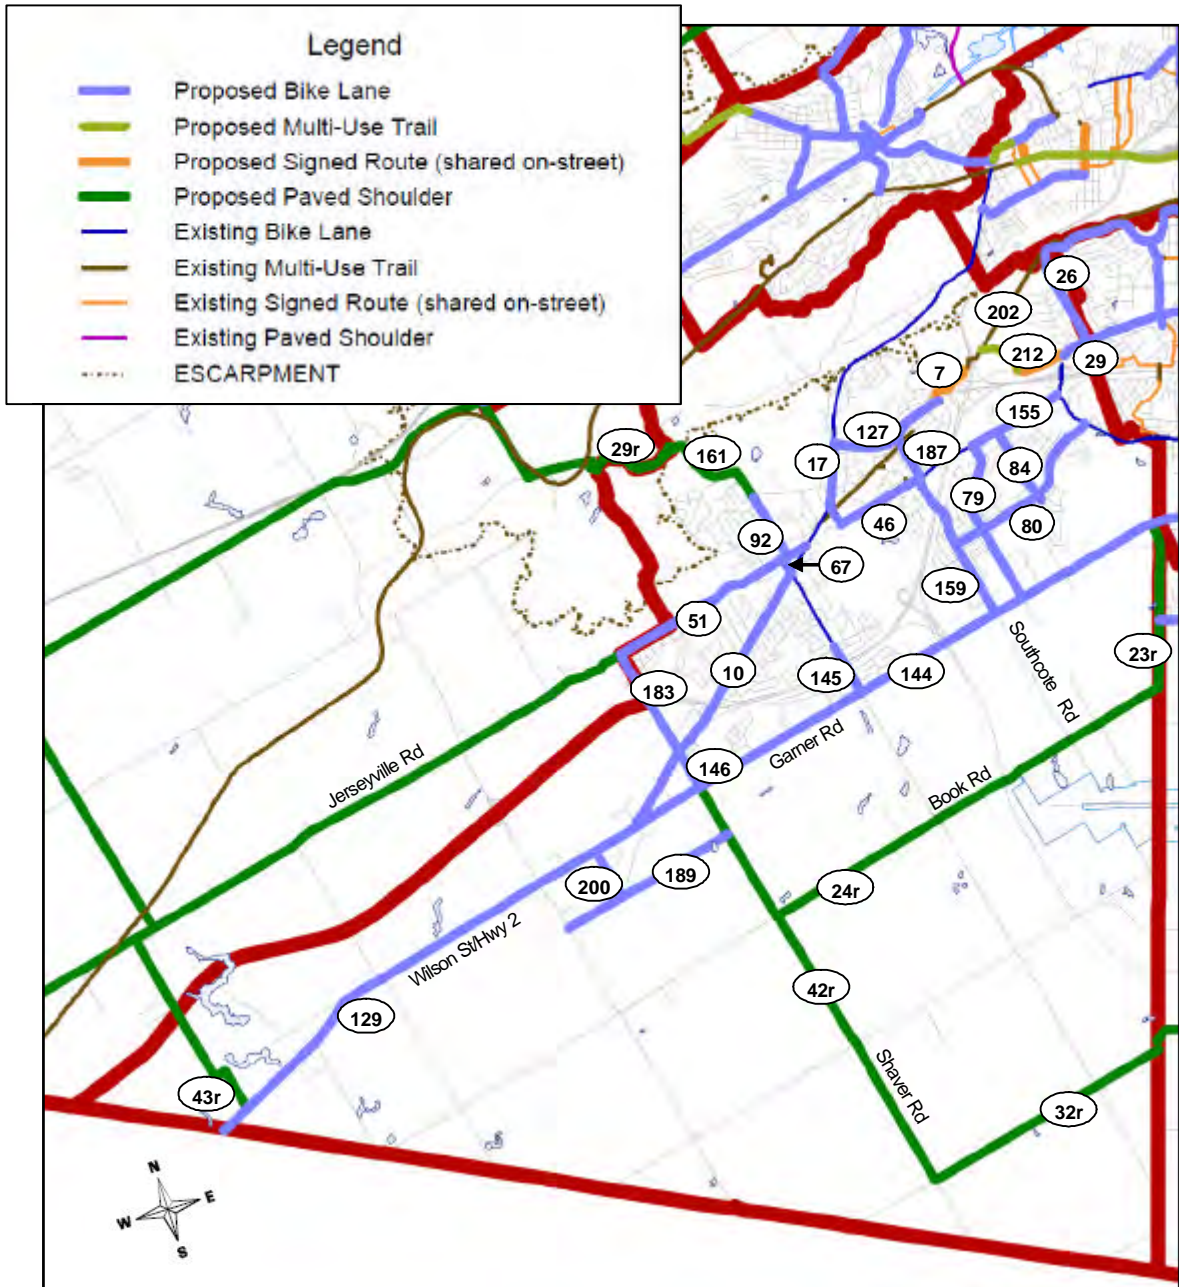 Legend
Proposed Bike Lane
Proposed Multi-Use Trail
Proposed Signed Route (shared on-street)
Proposed Paved Shoulder
Existing Bike Lane
Existing Multi-Use Trail
Existing Signed Route (shared on-street)
Existing Paved Shoulder
ESCARPMENT
26
202
212
29
7
155
127
29r
161
17
187
84
79
46
80
92
67
159
51
Southcote Rd
23r
10
145
144
183
Garner Rd
146
Jerseyville Rd
Book Rd
189
200
24r
Wilson St/Hwy 2
42r
129
Shaver Rd
43r
32r
N
E
W
S